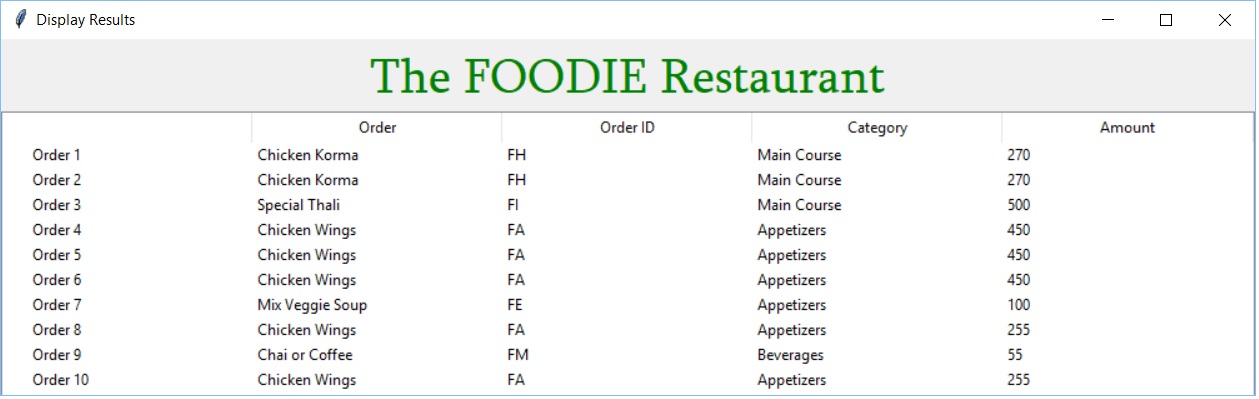 Display Results
The FOODIE Restaurant
Order Order ID Category Amount
Order 1 Chicken Korma FH Main Course 270
Order 2 Chicken Korma FH Main Course 270
Order 3 Special Thali FI Main Course 500
Order 4 Chicken Wings FA Appetizers 450
Order 5 Chicken Wings FA Appetizers 450
Order 6 Chicken Wings FA Appetizers 450
Order 7 Mix Veggie Soup FE Appetizers 100
Order 8 Chicken Wings FA Appetizers 255
Order 9 Chai or Coffee FM Beverages 55
Order 10 Chicken Wings FA Appetizers 255